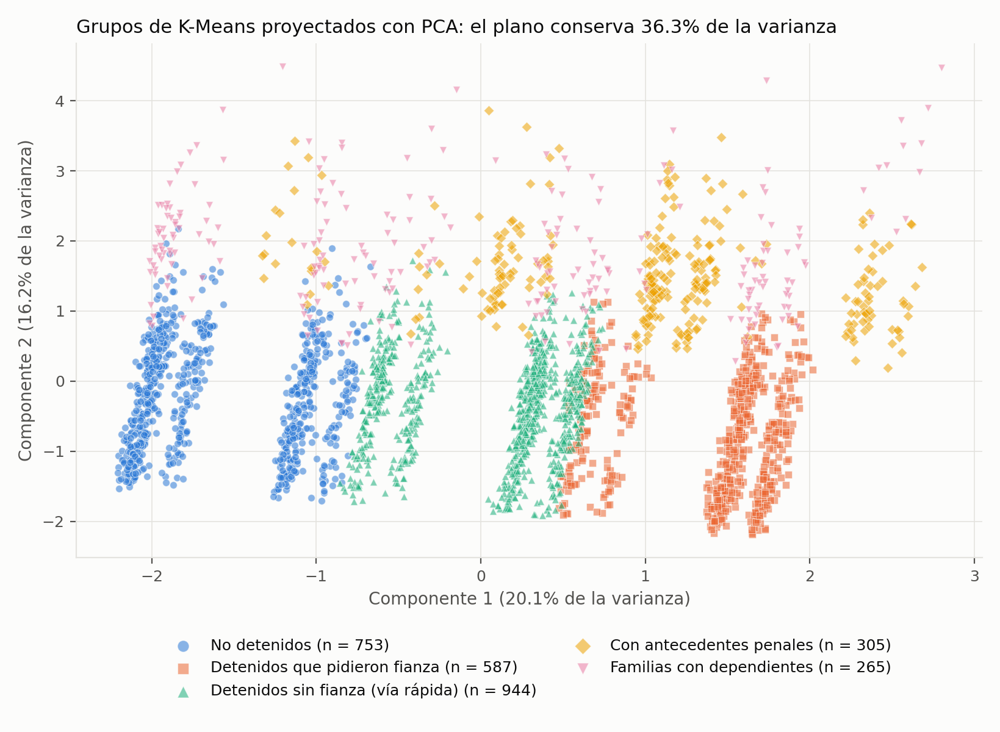 Grupos de K-Means proyectados con PCA: el plano conserva 36.3% de la varianza
Componente 2 (16.2% de la varianza)
4
3
2
1
0
−1
−2
−2
−1
0
1
2
3
Componente 1 (20.1% de la varianza)
No detenidos (n = 753)
Detenidos que pidieron fianza (n = 587)
Detenidos sin fianza (vía rápida) (n = 944)
Con antecedentes penales (n = 305)
Familias con dependientes (n = 265)